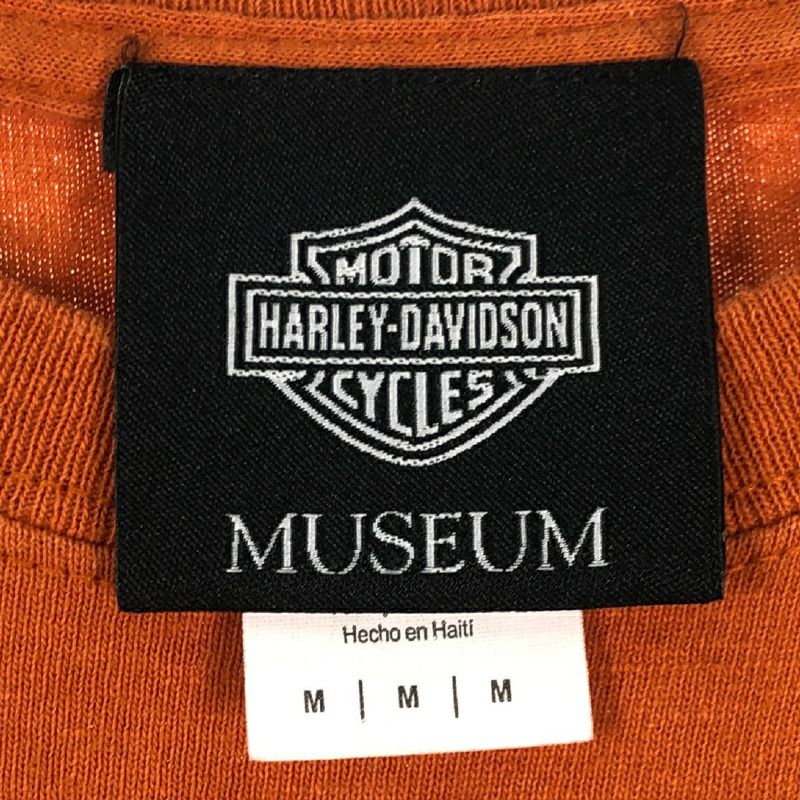 MOTOR
HARLEY-DAVIDSON
CYCLES
MUSEUM
Hecho en Haití
M | M | M